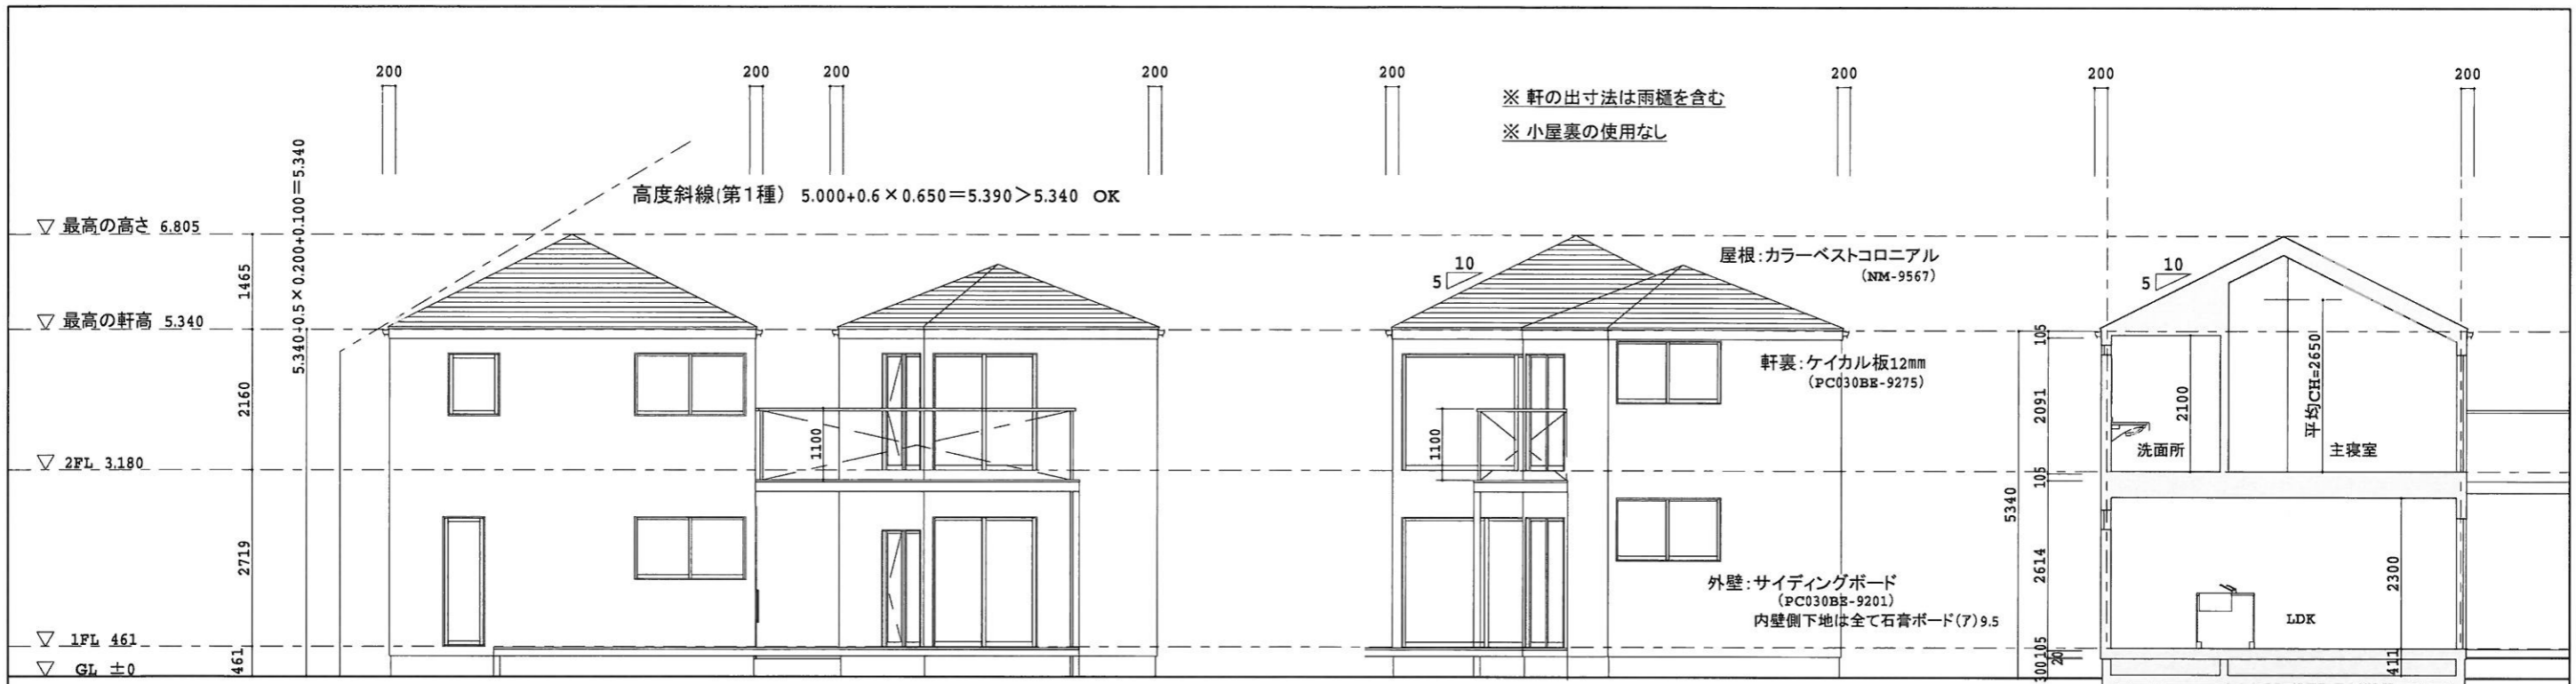 200
200
200
200
200
200
200
200
※ 軒の出寸法は雨樋を含む
※ 小屋裏の使用なし
高度斜線(第1種) 5.000+0.6×0.650=5.390>5.340 OK
5.340+0.5×0.200+0.100=5.340
▽ 最高の高さ 6.805
1465
▽ 最高の軒高 5.340
2160
▽ 2FL 3.180
2719
▽ 1FL 461
▽ GL ±0
461
1100
10
5
屋根:カラーベストコロニアル
(NM-9567)
軒裏:ケイカル板12mm
(PC030BE-9275)
1100
外壁:サイディングボード
(PC030BE-9201)
内壁側下地は全て石膏ボード(ア)9.5
5340
105
2091
105
2614
105
20
300
10
5
2100
平均CH=2650
洗面所
主寝室
2300
LDK
411